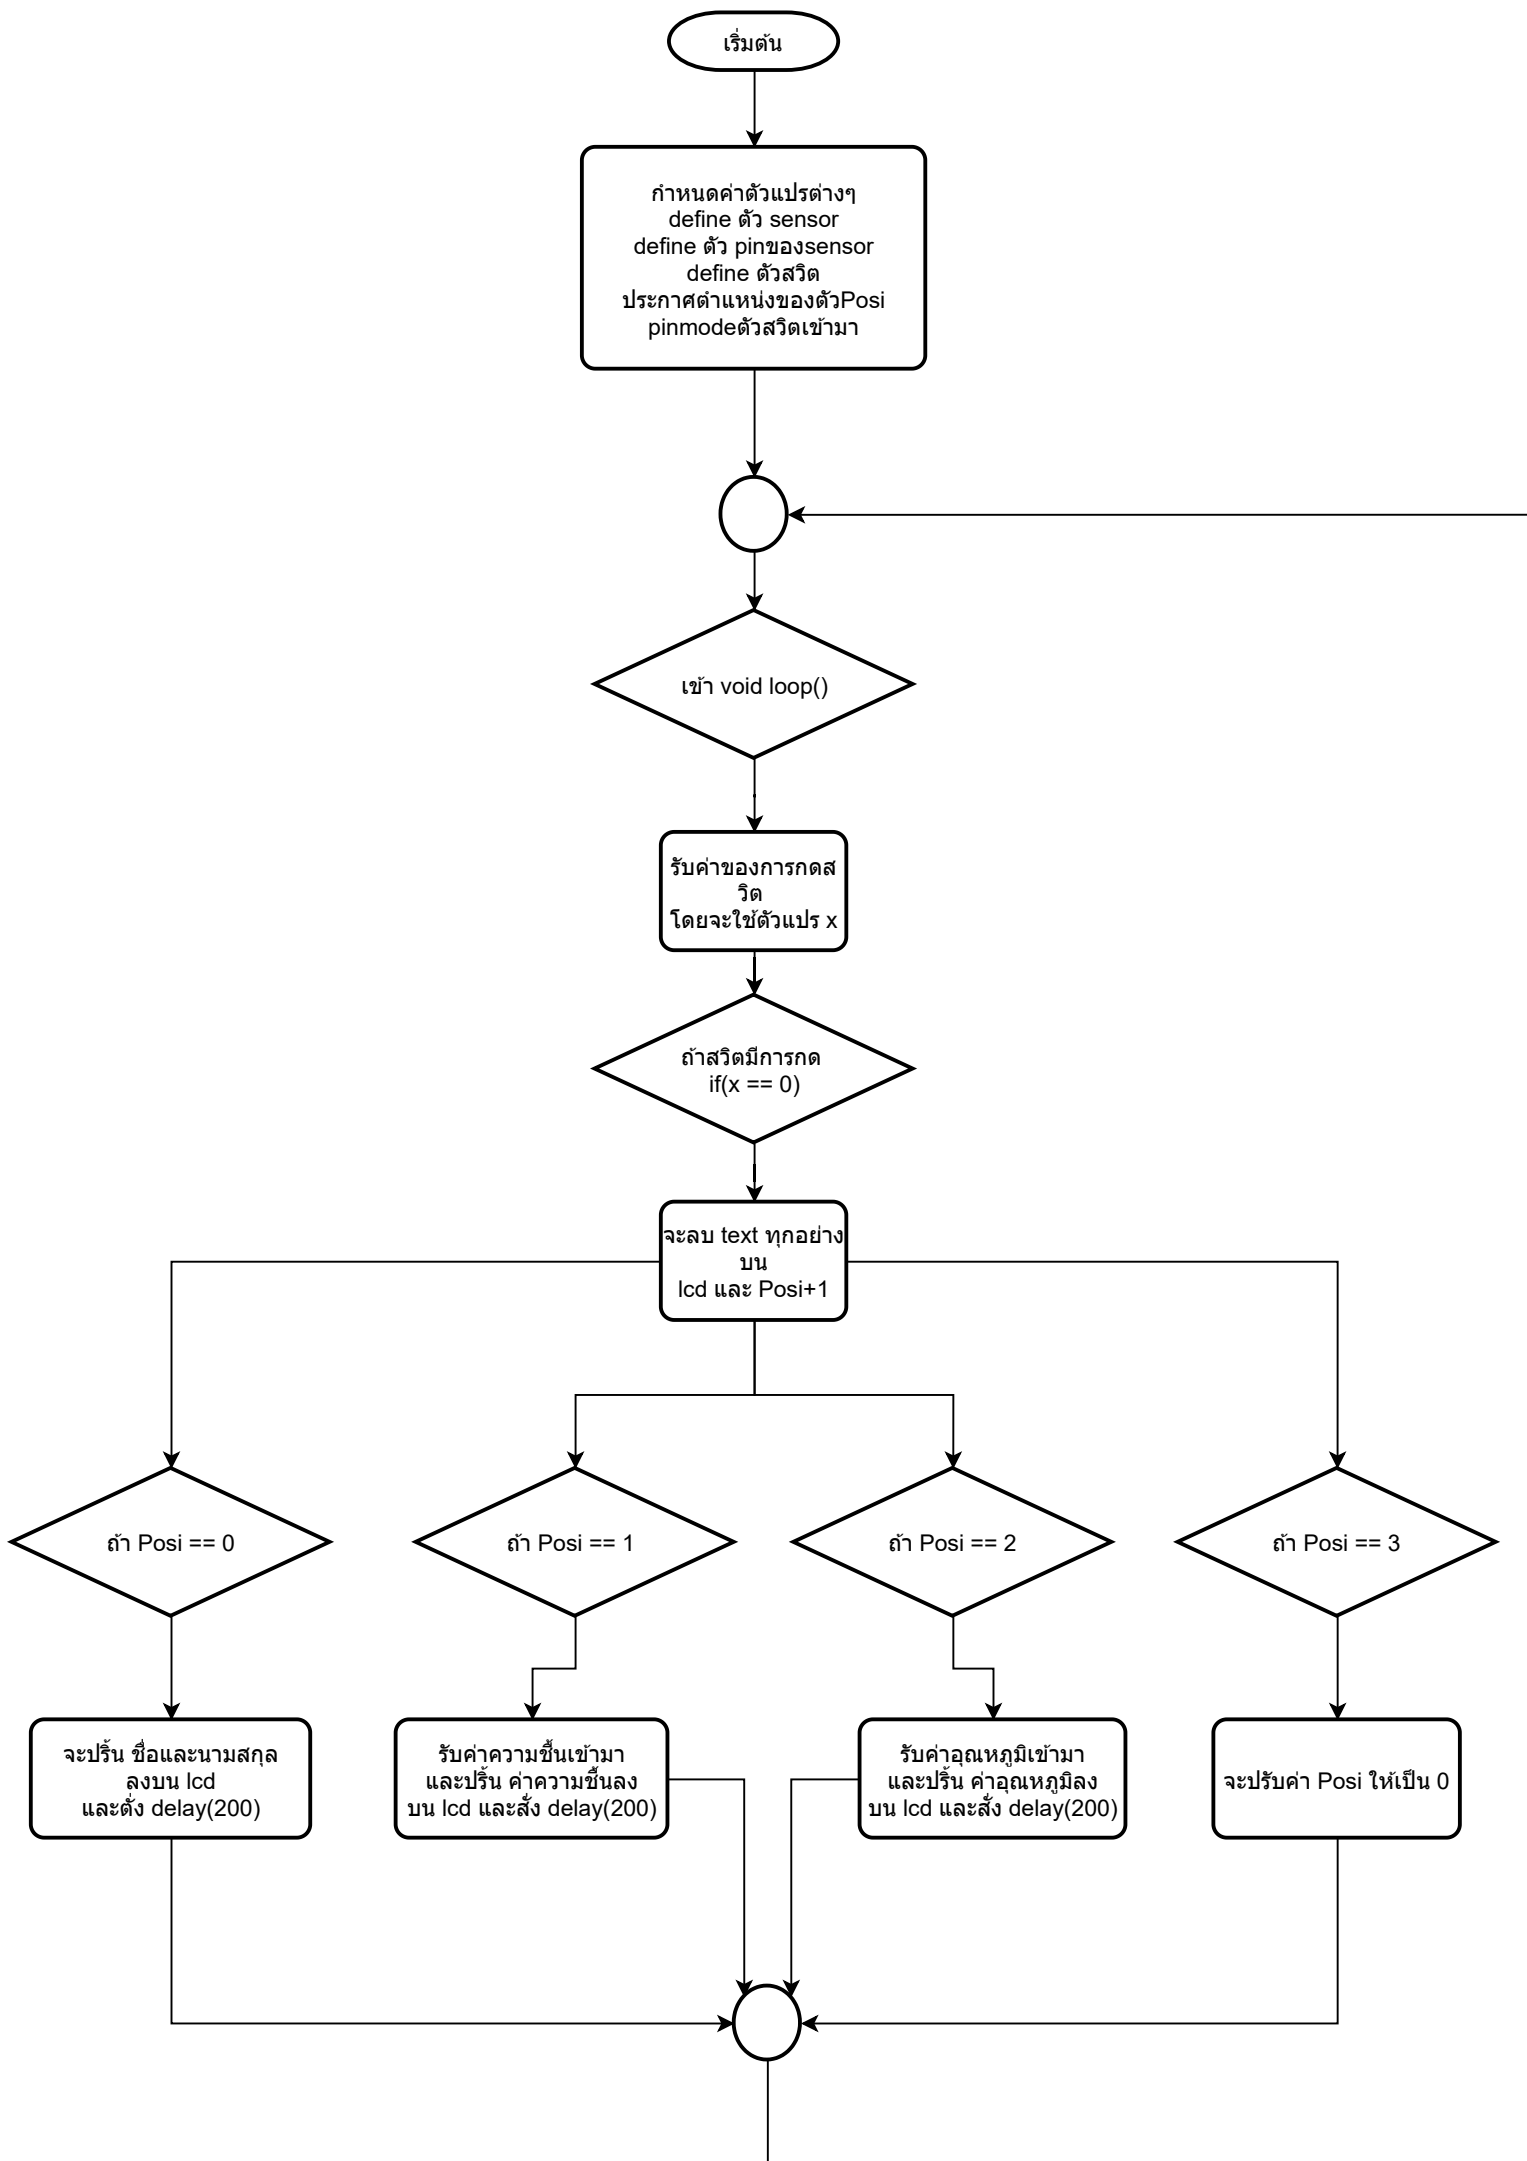 เริ่มต้น
กำหนดค่าตัวแปรต่างๆ
define ตัว sensor
define ตัว pinของsensor
define ตัวสวิต
ประกาศตำแหน่งของตัวPosi
pinmodeตัวสวิตเข้ามา
เข้า void loop()
รับค่าของการกดส
วิต
โดยจะใช้ตัวแปร x
ถ้าสวิตมีการกด
if(x == 0)
จะลบ text ทุกอย่าง
บน
lcd และ Posi+1
ถ้า Posi == 0
ถ้า Posi == 1
ถ้า Posi == 2
ถ้า Posi == 3
จะปริ้น ชื่อและนามสกุล
ลงบน lcd
และตั่ง delay(200)
รับค่าความชื้นเข้ามา
และปริ้น ค่าความชื้นลง
บน lcd และสั่ง delay(200)
รับค่าอุณหภูมิเข้ามา
และปริ้น ค่าอุณหภูมิลง
บน lcd และสั่ง delay(200)
จะปรับค่า Posi ให้เป็น 0